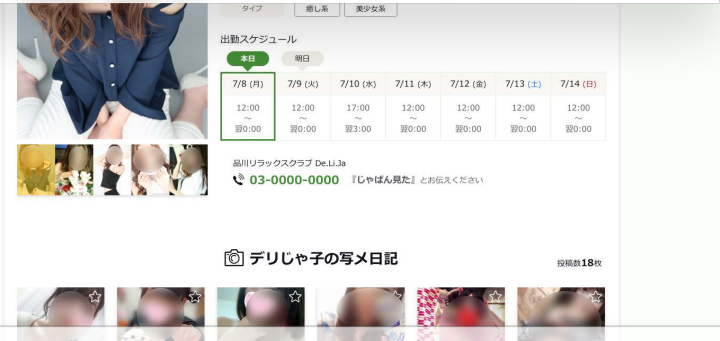 タイプ
癒し系 美少女系
出勤スケジュール
本日 明日
7/8 (月) 7/9 (火) 7/10 (水) 7/11 (木) 7/12 (金) 7/13 (土) 7/14 (日)
12:00 12:00 17:00 12:00 12:00 12:00 12:00
～ ～ ～ ～ ～ ～ ～
翌0:00 翌0:00 翌3:00 翌0:00 翌0:00 翌0:00 翌0:00
品川リラックスクラブ De.Li.Ja
03-0000-0000 『じゃぱん見た』とお伝えください
デリじゃ子の写メ日記 投稿数18枚